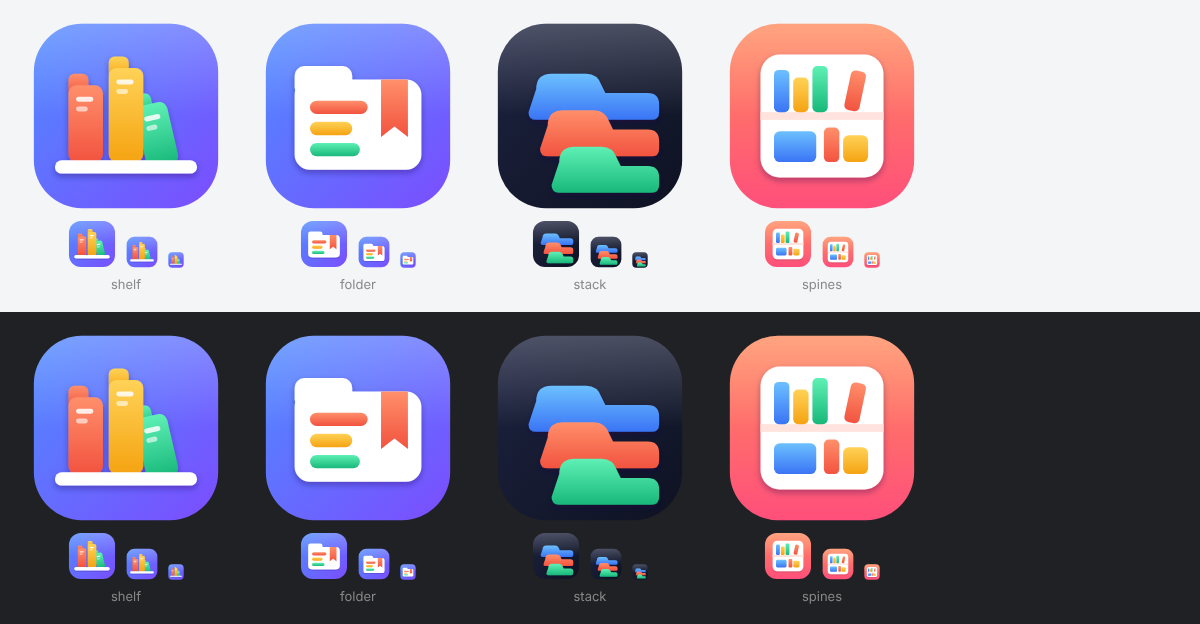 shelf
folder
stack
spines
shelf
folder
stack
spines